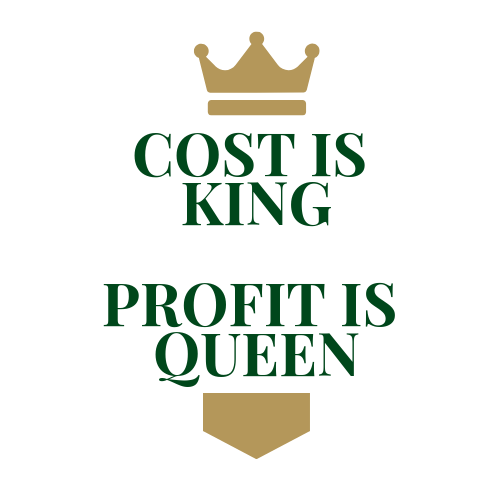 COST IS
KING
PROFIT IS
QUEEN